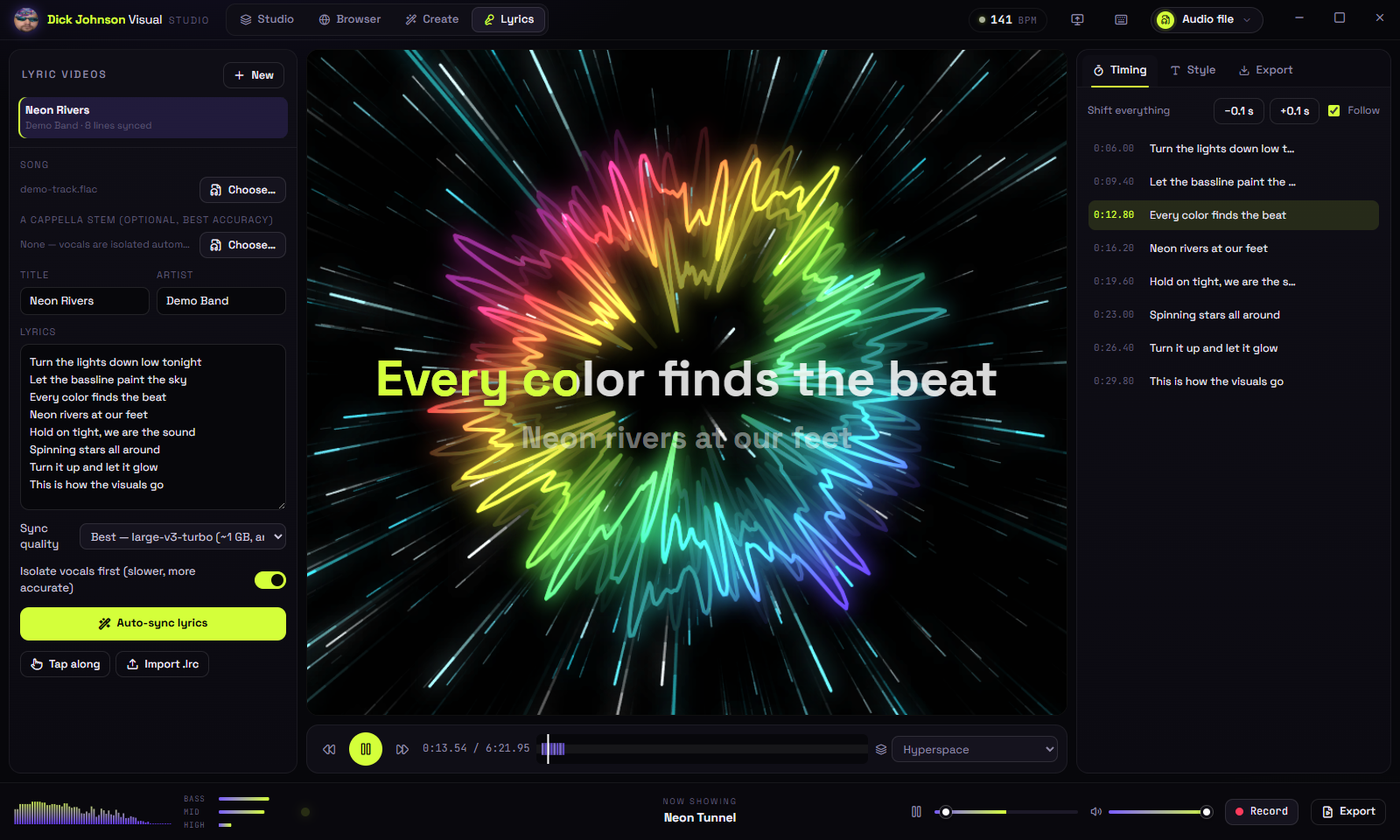 Dick Johnson Visual STUDIO
Studio
Browser
Create
Lyrics
141 BPM
Audio file
LYRIC VIDEOS
New
Neon Rivers
Demo Band · 8 lines synced
SONG
demo-track.flac
Choose...
A CAPPELLA STEM (OPTIONAL, BEST ACCURACY)
None — vocals are isolated autom...
Choose...
TITLE
ARTIST
Neon Rivers
Demo Band
LYRICS
Turn the lights down low tonight
Let the bassline paint the sky
Every color finds the beat
Neon rivers at our feet
Hold on tight, we are the sound
Spinning stars all around
Turn it up and let it glow
This is how the visuals go
Sync
quality
Best — large-v3-turbo (~1 GB, ar
Isolate vocals first (slower, more
accurate)
Auto-sync lyrics
Tap along
Import .lrc
Every color finds the beat
Neon rivers at our feet
0:13.54 / 6:21.95
Hyperspace
Timing
Style
Export
Shift everything
−0.1 s
+0.1 s
Follow
0:06.00 Turn the lights down low t...
0:09.40 Let the bassline paint the ...
0:12.80 Every color finds the beat
0:16.20 Neon rivers at our feet
0:19.60 Hold on tight, we are the s...
0:23.00 Spinning stars all around
0:26.40 Turn it up and let it glow
0:29.80 This is how the visuals go
BASS
MID
HIGH
NOW SHOWING
Neon Tunnel
Record
Export